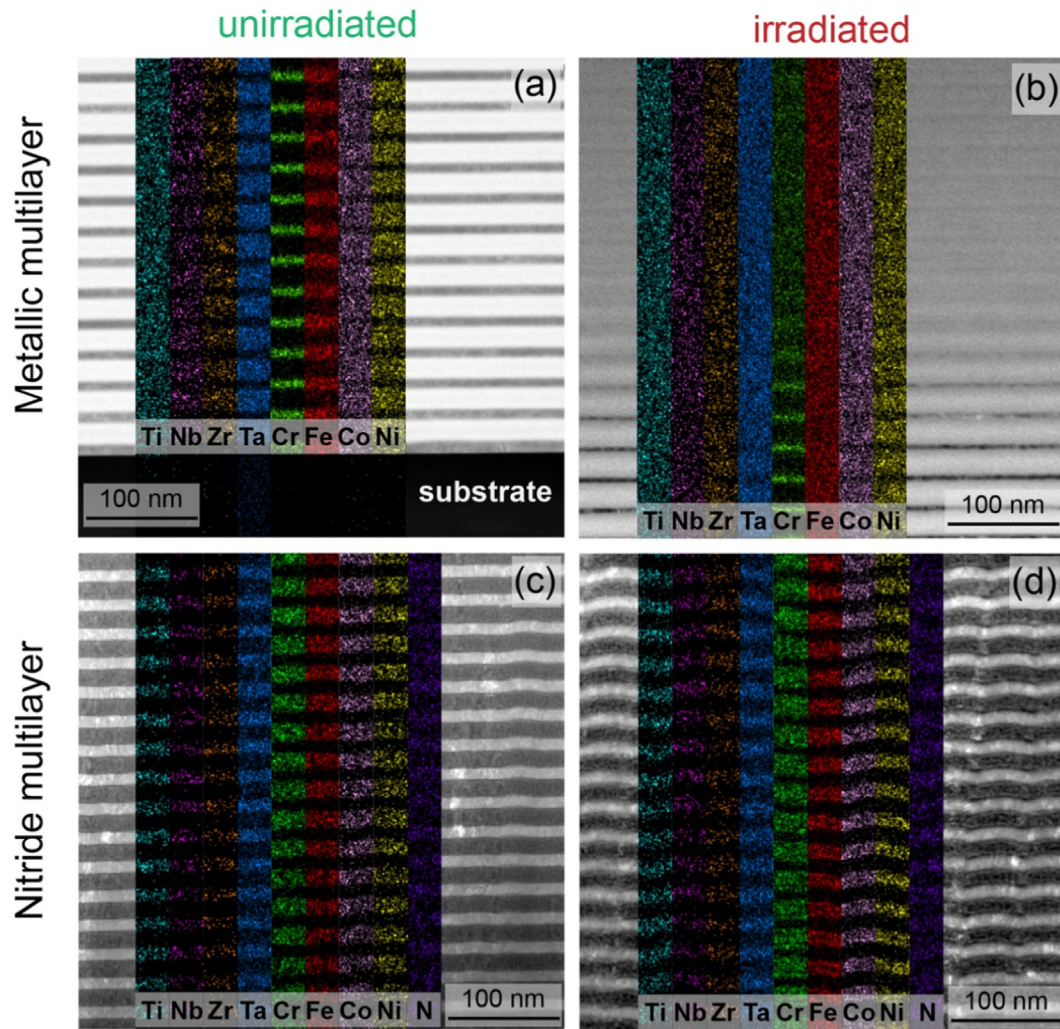 unirradiated
irradiated
Metallic multilayer
(a)
Ti Nb Zr Ta Cr Fe Co Ni
100 nm
substrate
(b)
Ti Nb Zr Ta Cr Fe Co Ni
100 nm
Nitride multilayer
(c)
Ti Nb Zr Ta Cr Fe Co Ni N
100 nm
(d)
Ti Nb Zr Ta Cr Fe Co Ni N
100 nm